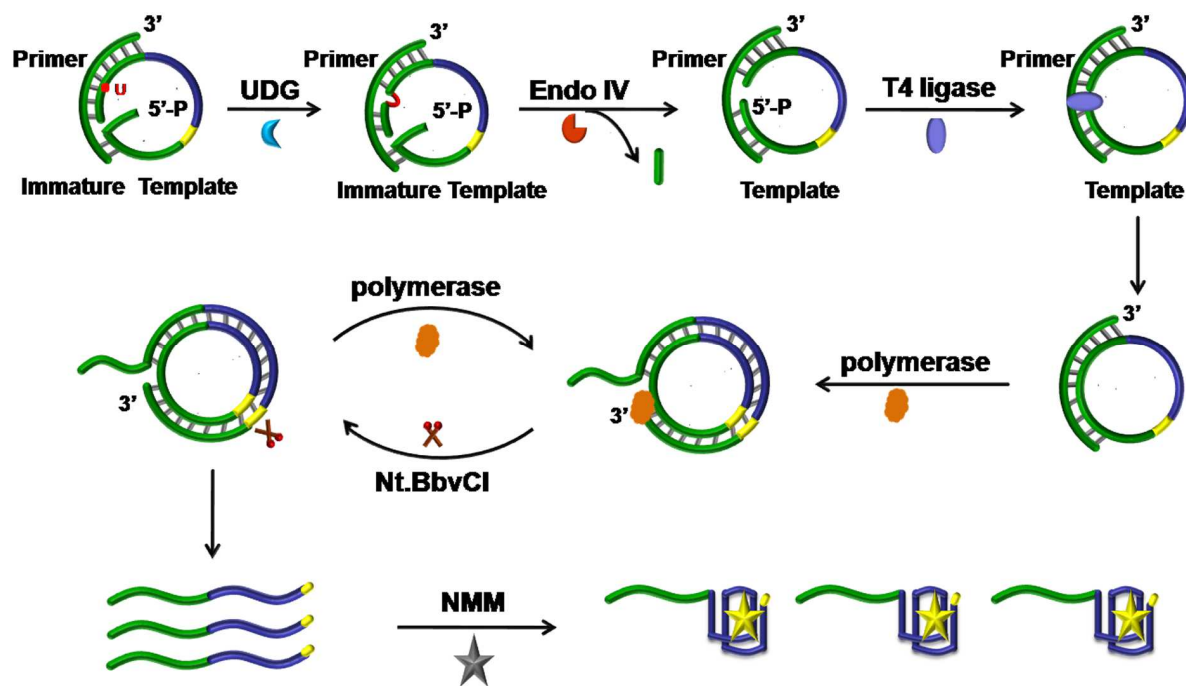 3’
Primer
U
5’-P
Immature Template
UDG
3’
Primer
5’-P
Immature Template
Endo IV
3’
Primer
5’-P
Template
T4 ligase
3’
Primer
Template
polymerase
3’
Nt.BbvCI
3’
polymerase
3’
NMM